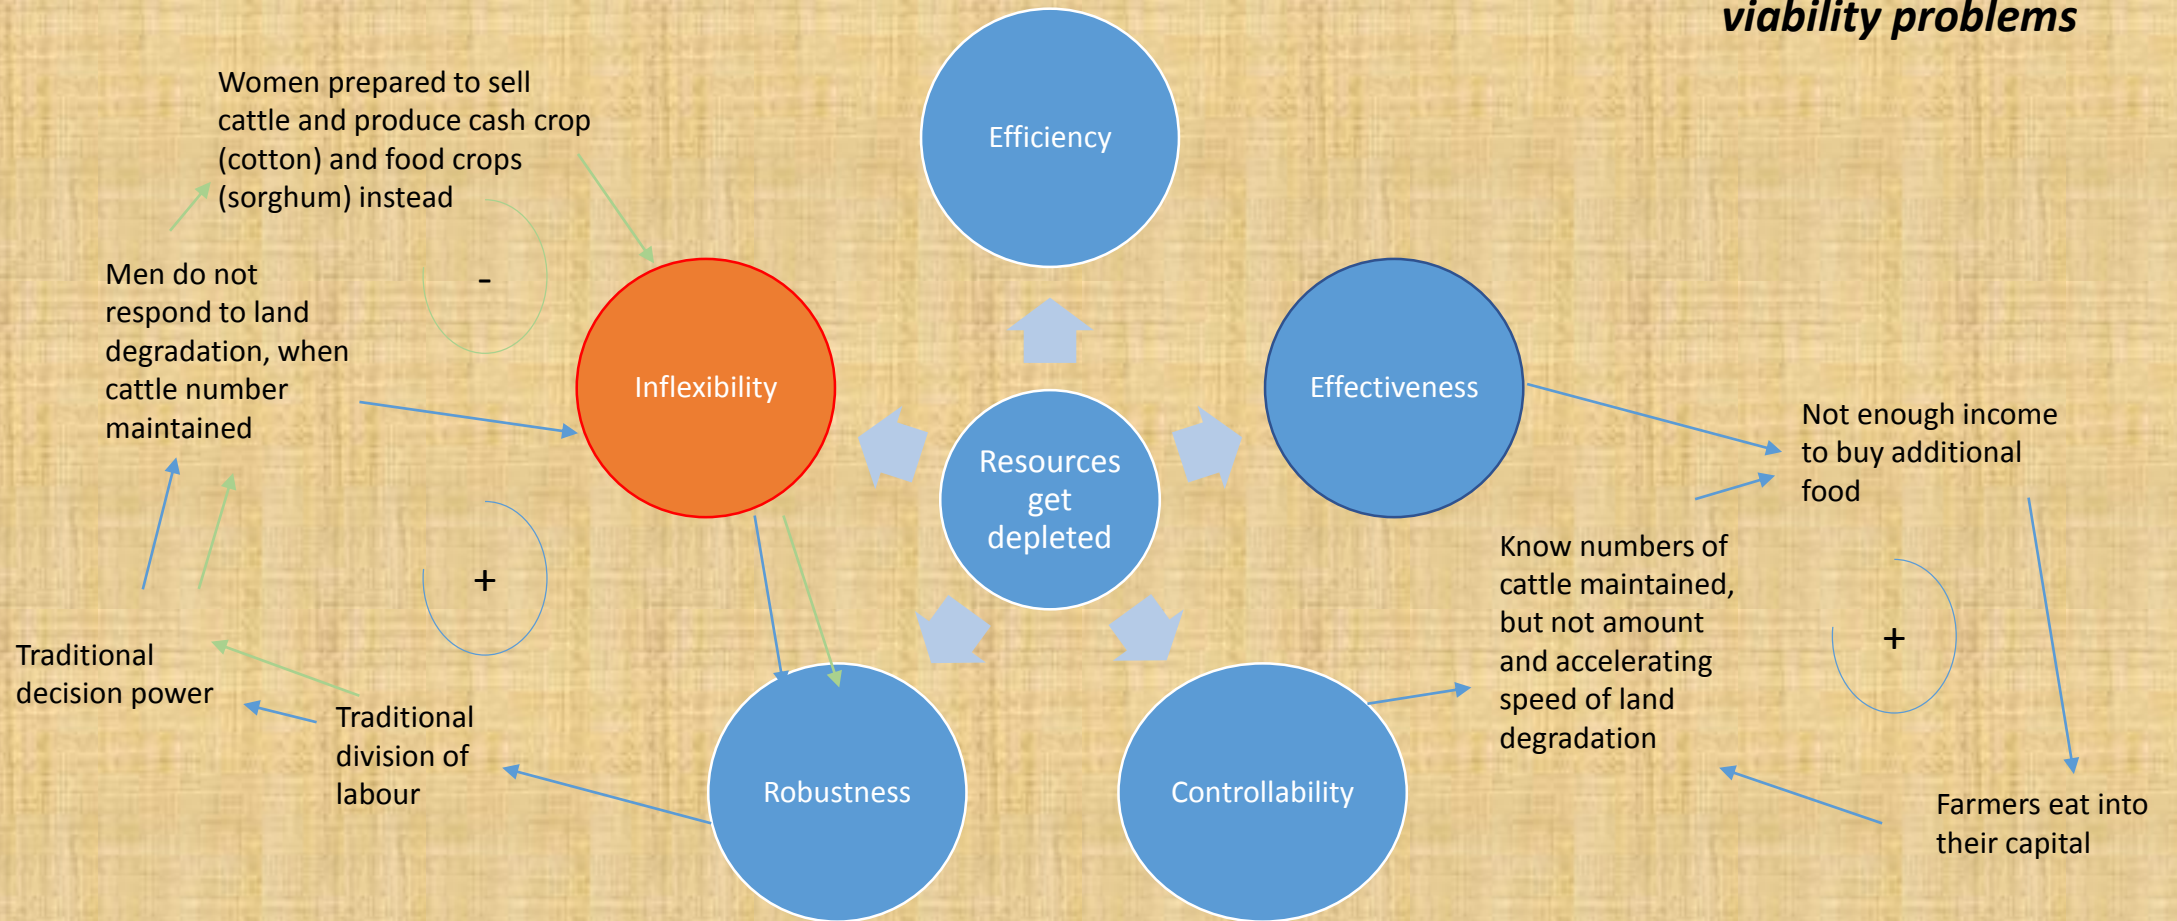 viability problems
Women prepared to sell
cattle and produce cash crop
(cotton) and food crops
(sorghum) instead
Efficiency
Men do not
respond to land
degradation, when
cattle number
maintained
-
Inflexibility
Effectiveness
Resources
get
depleted
Not enough income
to buy additional
food
Know numbers of
cattle maintained,
but not amount
and accelerating
speed of land
degradation
+
+
Traditional
decision power
Traditional
division of
labour
Robustness
Controllability
Farmers eat into
their capital